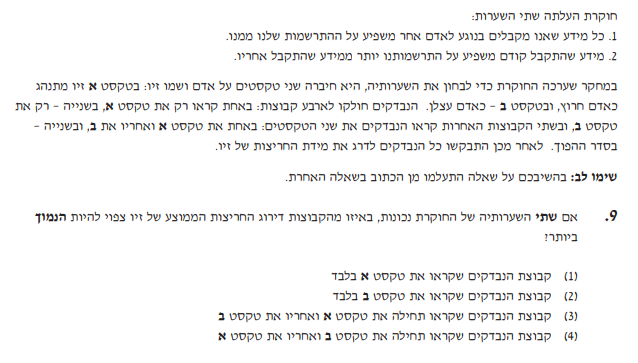 חוקרת העלתה שתי השערות:
1. כל מידע שאנו מקבלים בנוגע לאדם אחר משפיע על ההתרשמות שלנו ממנו.
2. מידע שהתקבל קודם משפיע על התרשמותנו יותר ממידע שהתקבל אחריו.
במחקר שערכה החוקרת כדי לבחון את השערותיה, היא חיברה שני טקסטים על אדם ושמו זיו: בטקסט א זיו מתנהג
כאדם חרוץ, ובטקסט ב – כאדם עצלן. הנבדקים חולקו לארבע קבוצות: באחת קראו רק את טקסט א, בשנייה – רק את
טקסט ב, ובשתי הקבוצות האחרות קראו הנבדקים את שני הטקסטים: באחת את טקסט א ואחריו את ב, ובשנייה –
בסדר ההפוך. לאחר מכן התבקשו כל הנבדקים לדרג את מידת החריצות של זיו.
שימו לב: בהשיבכם על שאלה התעלמו מן הכתוב בשאלה האחרת.
9. אם שתי השערותיה של החוקרת נכונות, באיזו מהקבוצות דירוג החריצות הממוצע של זיו צפוי להיות הנמוך
ביותר?
(1) קבוצת הנבדקים שקראו את טקסט א בלבד
(2) קבוצת הנבדקים שקראו את טקסט ב בלבד
(3) קבוצת הנבדקים שקראו תחילה את טקסט א ואחריו את טקסט ב
(4) קבוצת הנבדקים שקראו תחילה את טקסט ב ואחריו את טקסט א